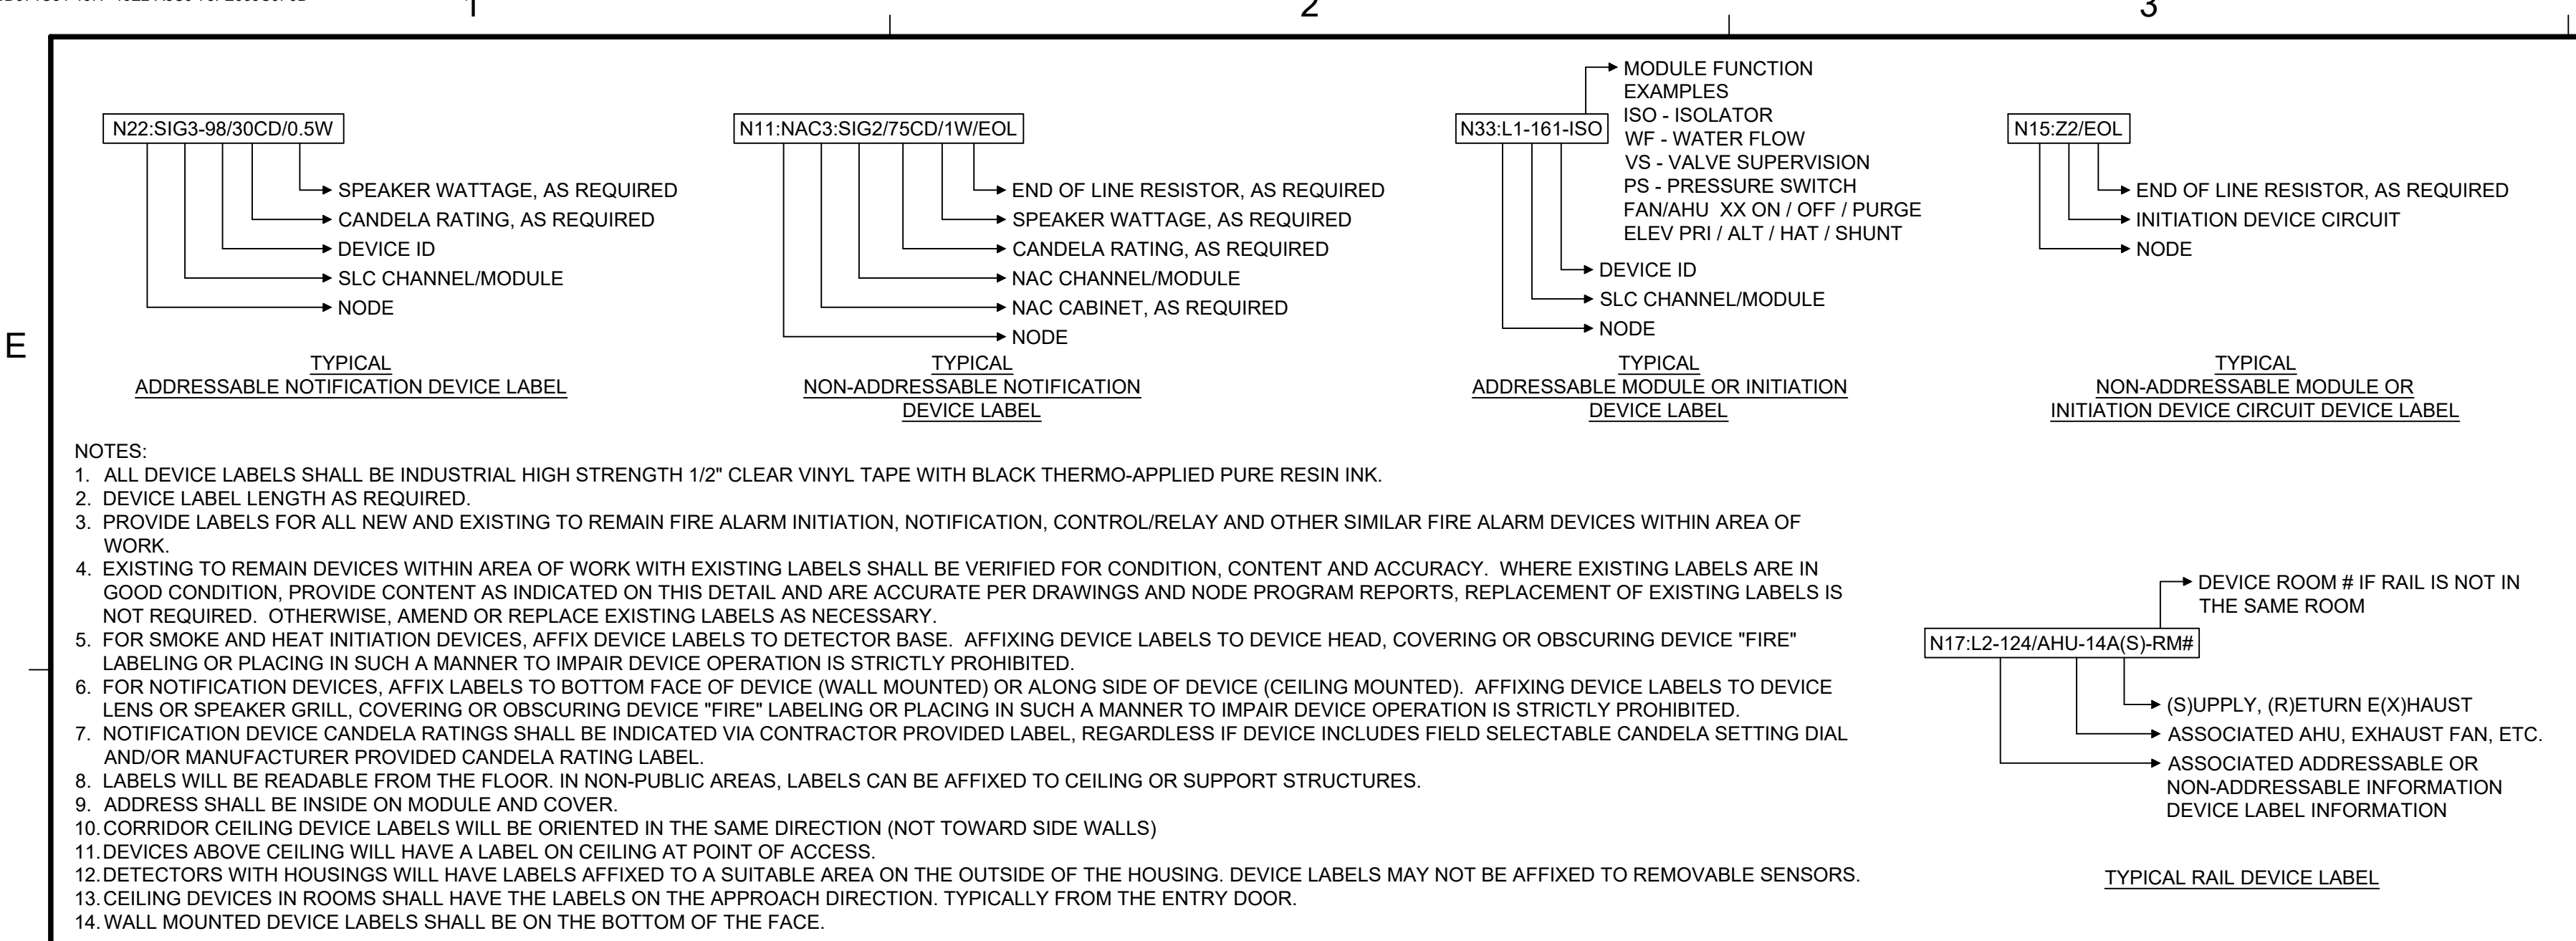 1
2
3
E
N22:SIG3-98/30CD/0.5W
SPEAKER WATTAGE, AS REQUIRED
CANDELA RATING, AS REQUIRED
DEVICE ID
SLC CHANNEL/MODULE
NODE
TYPICAL
ADDRESSABLE NOTIFICATION DEVICE LABEL
N11:NAC3:SIG2/75CD/1W/EOL
END OF LINE RESISTOR, AS REQUIRED
SPEAKER WATTAGE, AS REQUIRED
CANDELA RATING, AS REQUIRED
NAC CHANNEL/MODULE
NAC CABINET, AS REQUIRED
NODE
TYPICAL
NON-ADDRESSABLE NOTIFICATION
DEVICE LABEL
MODULE FUNCTION
EXAMPLES
ISO - ISOLATOR
WF - WATER FLOW
VS - VALVE SUPERVISION
PS - PRESSURE SWITCH
FAN/AHU XX ON / OFF / PURGE
ELEV PRI / ALT / HAT / SHUNT
N33:L1-161-ISO
DEVICE ID
SLC CHANNEL/MODULE
NODE
TYPICAL
ADDRESSABLE MODULE OR INITIATION
DEVICE LABEL
N15:Z2/EOL
END OF LINE RESISTOR, AS REQUIRED
INITIATION DEVICE CIRCUIT
NODE
TYPICAL
NON-ADDRESSABLE MODULE OR
INITIATION DEVICE CIRCUIT DEVICE LABEL
NOTES:
1. ALL DEVICE LABELS SHALL BE INDUSTRIAL HIGH STRENGTH 1/2" CLEAR VINYL TAPE WITH BLACK THERMO-APPLIED PURE RESIN INK.
2. DEVICE LABEL LENGTH AS REQUIRED.
3. PROVIDE LABELS FOR ALL NEW AND EXISTING TO REMAIN FIRE ALARM INITIATION, NOTIFICATION, CONTROL/RELAY AND OTHER SIMILAR FIRE ALARM DEVICES WITHIN AREA OF
WORK.
4. EXISTING TO REMAIN DEVICES WITHIN AREA OF WORK WITH EXISTING LABELS SHALL BE VERIFIED FOR CONDITION, CONTENT AND ACCURACY. WHERE EXISTING LABELS ARE IN
GOOD CONDITION, PROVIDE CONTENT AS INDICATED ON THIS DETAIL AND ARE ACCURATE PER DRAWINGS AND NODE PROGRAM REPORTS, REPLACEMENT OF EXISTING LABELS IS
NOT REQUIRED. OTHERWISE, AMEND OR REPLACE EXISTING LABELS AS NECESSARY.
5. FOR SMOKE AND HEAT INITIATION DEVICES, AFFIX DEVICE LABELS TO DETECTOR BASE. AFFIXING DEVICE LABELS TO DEVICE HEAD, COVERING OR OBSCURING DEVICE "FIRE"
LABELING OR PLACING IN SUCH A MANNER TO IMPAIR DEVICE OPERATION IS STRICTLY PROHIBITED.
6. FOR NOTIFICATION DEVICES, AFFIX LABELS TO BOTTOM FACE OF DEVICE (WALL MOUNTED) OR ALONG SIDE OF DEVICE (CEILING MOUNTED). AFFIXING DEVICE LABELS TO DEVICE
LENS OR SPEAKER GRILL, COVERING OR OBSCURING DEVICE "FIRE" LABELING OR PLACING IN SUCH A MANNER TO IMPAIR DEVICE OPERATION IS STRICTLY PROHIBITED.
7. NOTIFICATION DEVICE CANDELA RATINGS SHALL BE INDICATED VIA CONTRACTOR PROVIDED LABEL, REGARDLESS IF DEVICE INCLUDES FIELD SELECTABLE CANDELA SETTING DIAL
AND/OR MANUFACTURER PROVIDED CANDELA RATING LABEL.
8. LABELS WILL BE READABLE FROM THE FLOOR. IN NON-PUBLIC AREAS, LABELS CAN BE AFFIXED TO CEILING OR SUPPORT STRUCTURES.
9. ADDRESS SHALL BE INSIDE ON MODULE AND COVER.
10. CORRIDOR CEILING DEVICE LABELS WILL BE ORIENTED IN THE SAME DIRECTION (NOT TOWARD SIDE WALLS)
11. DEVICES ABOVE CEILING WILL HAVE A LABEL ON CEILING AT POINT OF ACCESS.
12. DETECTORS WITH HOUSINGS WILL HAVE LABELS AFFIXED TO A SUITABLE AREA ON THE OUTSIDE OF THE HOUSING. DEVICE LABELS MAY NOT BE AFFIXED TO REMOVABLE SENSORS.
13. CEILING DEVICES IN ROOMS SHALL HAVE THE LABELS ON THE APPROACH DIRECTION. TYPICALLY FROM THE ENTRY DOOR.
14. WALL MOUNTED DEVICE LABELS SHALL BE ON THE BOTTOM OF THE FACE.
DEVICE ROOM # IF RAIL IS NOT IN
THE SAME ROOM
N17:L2-124/AHU-14A(S)-RM#
(S)UPPLY, (R)ETURN E(X)HAUST
ASSOCIATED AHU, EXHAUST FAN, ETC.
ASSOCIATED ADDRESSABLE OR
NON-ADDRESSABLE INFORMATION
DEVICE LABEL INFORMATION
TYPICAL RAIL DEVICE LABEL